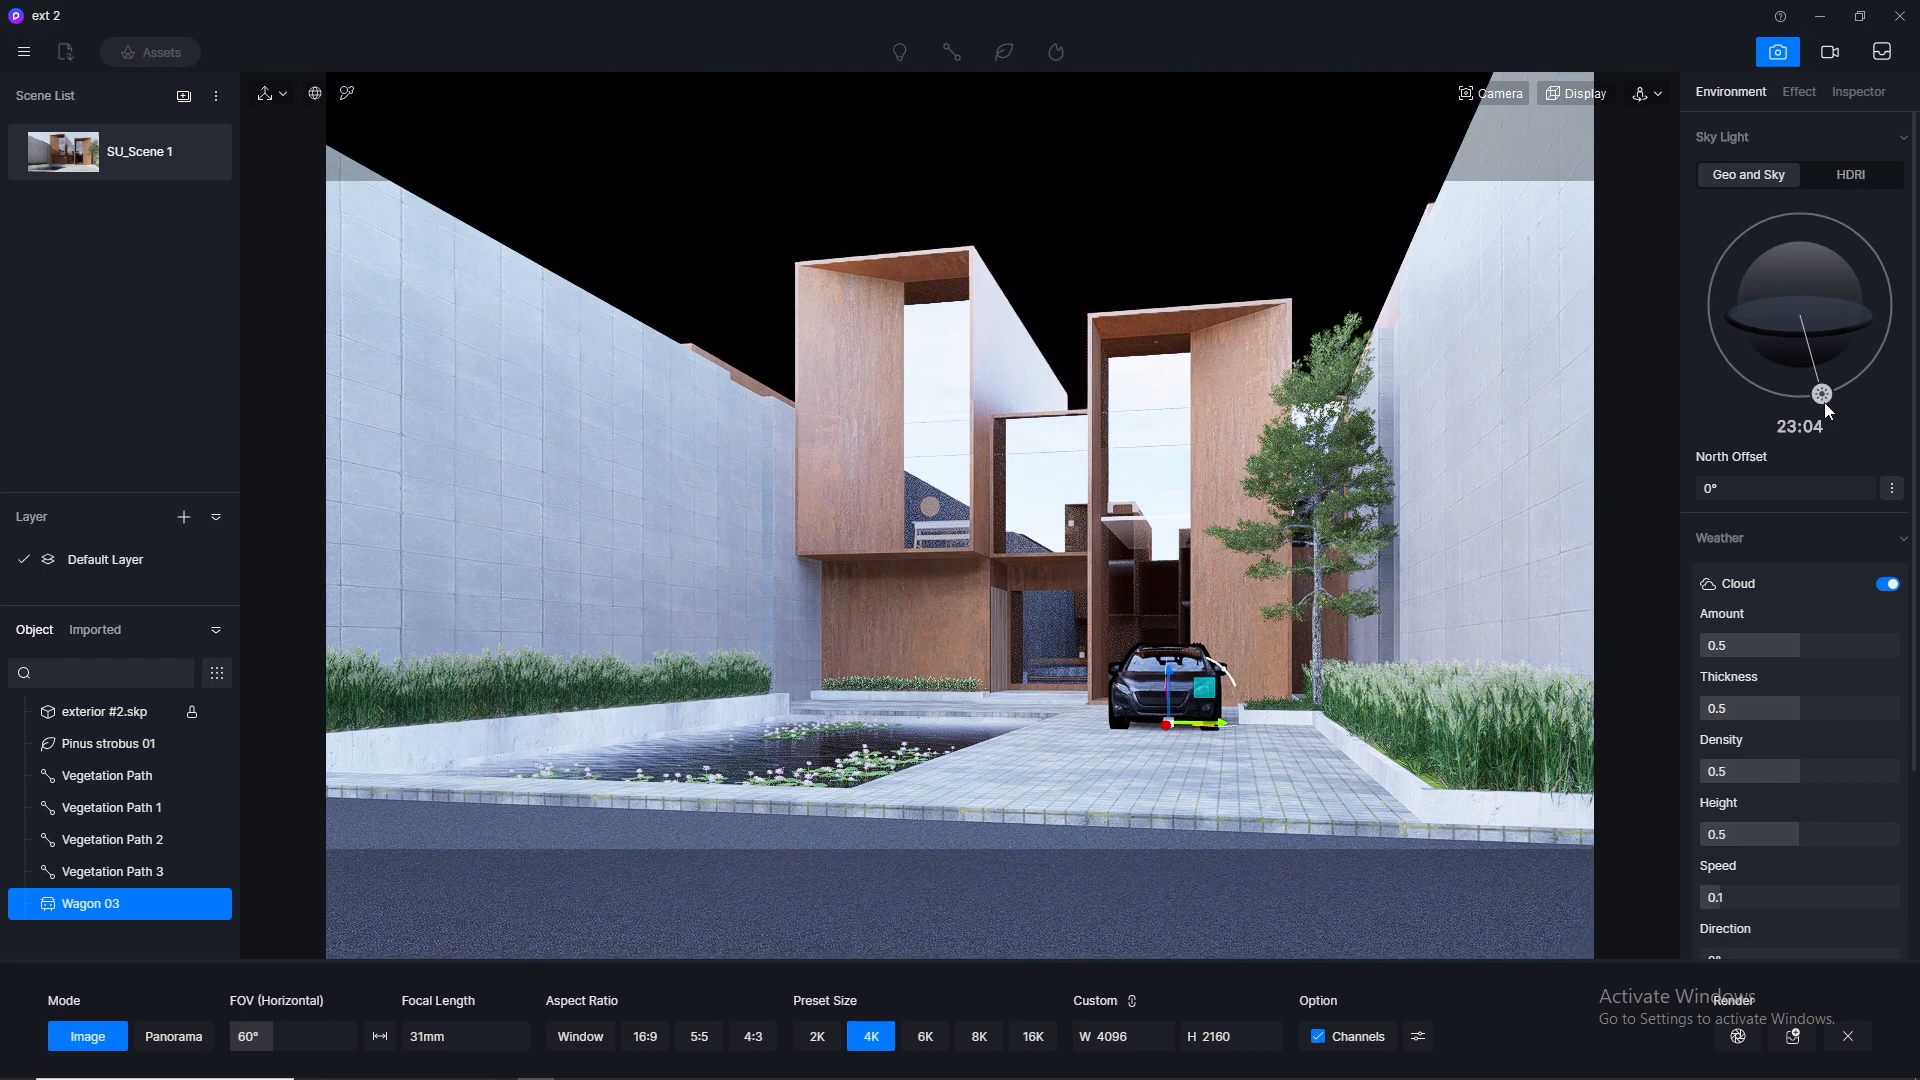 ext 2
Assets
Scene List
SU_Scene 1
Layer
Default Layer
Object Imported
exterior #2.skp
Pinus strobus 01
Vegetation Path
Vegetation Path 1
Vegetation Path 2
Vegetation Path 3
Wagon 03
Camera Display
Environment Effect Inspector
Sky Light
Geo and Sky HDRI
23:04
North Offset
0°
Weather
Cloud
Amount
0.5
Thickness
0.5
Density
0.5
Height
0.5
Speed
0.1
Direction
0°
Mode FOV (Horizontal) Focal Length Aspect Ratio Preset Size Custom Option Render
Image Panorama 60° 31mm Window 16:9 5:5 4:3 2K 4K 6K 8K 16K W 4096 H 2160 Channels
Activate Windows
Go to Settings to activate Windows.